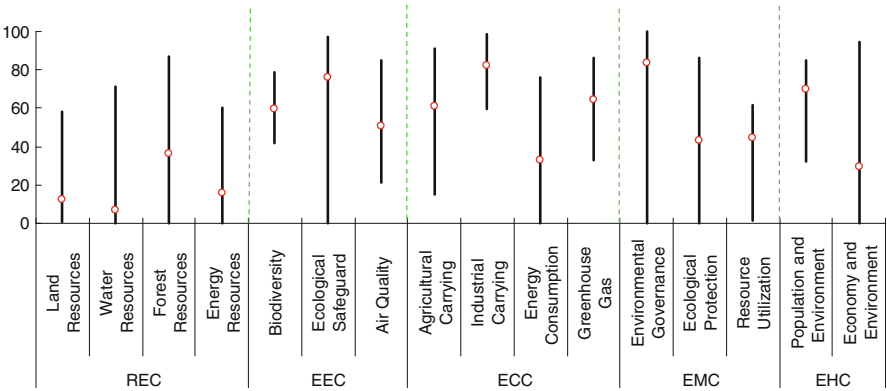 100
80
60
40
20
0
Land
Resources
Water
Resources
Forest
Resources
Energy
Resources
Biodiversity
Ecological
Safeguard
Air Quality
Agricultural
Carrying
Industrial
Carrying
Energy
Consumption
Greenhouse
Gas
Environmental
Governance
Ecological
Protection
Resource
Utilization
Population and
Environment
Economy and
Environment
REC
EEC
ECC
EMC
EHC